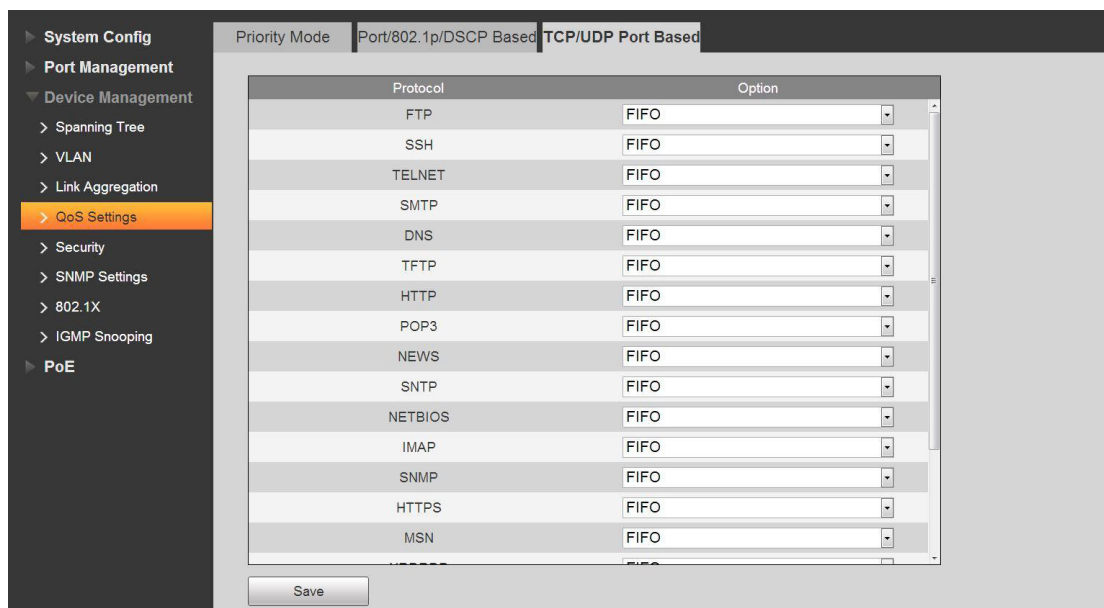 System Config
Port Management
Device Management
Spanning Tree
VLAN
Link Aggregation
QoS Settings
Security
SNMP Settings
802.1X
IGMP Snooping
PoE
Priority Mode Port/802.1p/DSCP Based TCP/UDP Port Based
Protocol Option
FTP FIFO
SSH FIFO
TELNET FIFO
SMTP FIFO
DNS FIFO
TFTP FIFO
HTTP FIFO
POP3 FIFO
NEWS FIFO
SNTP FIFO
NETBIOS FIFO
IMAP FIFO
SNMP FIFO
HTTPS FIFO
MSN FIFO
Save